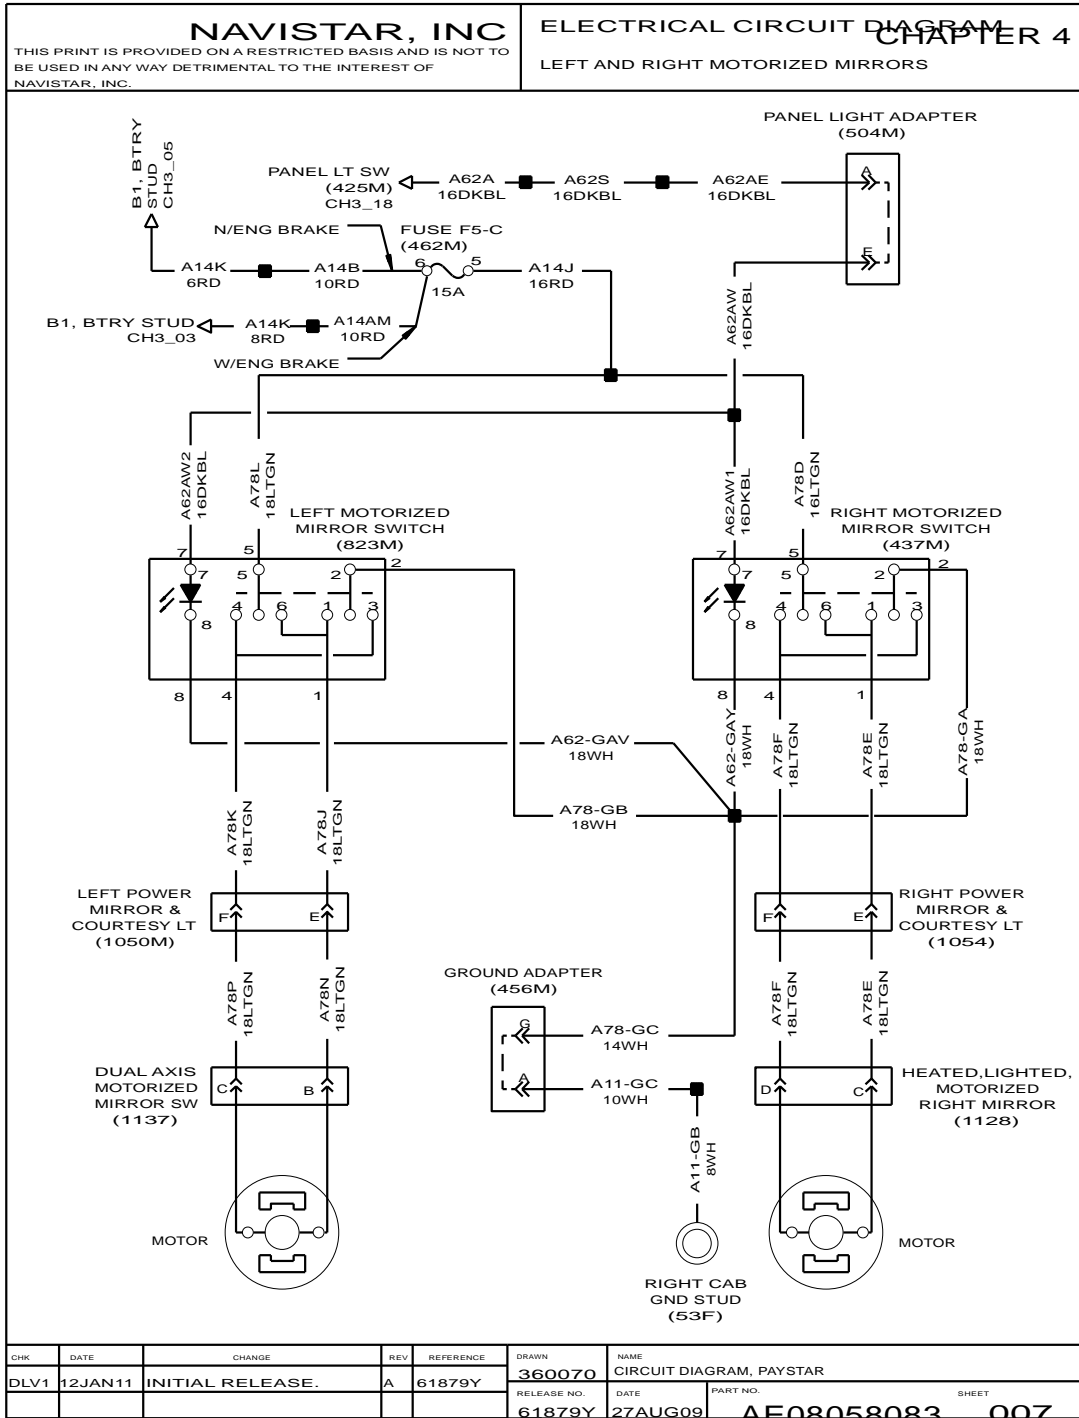 NAVISTAR, INC
THIS PRINT IS PROVIDED ON A RESTRICTED BASIS AND IS NOT TO
BE USED IN ANY WAY DETRIMENTAL TO THE INTEREST OF
NAVISTAR, INC.
ELECTRICAL CIRCUIT DIAGRAM
CHAPTER 4
LEFT AND RIGHT MOTORIZED MIRRORS
PANEL LIGHT ADAPTER
(504M)
B1, BTRY
STUD
CH3_05
PANEL LT SW
(425M)
CH3_18
A62A
16DKBL
A62S
16DKBL
A62AE
16DKBL
A
E
N/ENG BRAKE
FUSE F5-C
(462M)
6
5
15A
A14K
6RD
A14B
10RD
A14J
16RD
B1, BTRY STUD
CH3_03
A14K
8RD
A14AM
10RD
W/ENG BRAKE
A62AW
16DKBL
A62AW2
16DKBL
A78L
18LTGN
A62AW1
16DKBL
A78D
16LTGN
LEFT MOTORIZED
MIRROR SWITCH
(823M)
RIGHT MOTORIZED
MIRROR SWITCH
(437M)
7
5
2
7
5
2
4
6
1
3
8
8
4
1
7
5
2
7
5
2
4
6
1
3
8
8
4
1
A62-GAV
18WH
A78-GB
18WH
A62-GAY
18WH
A78F
18LTGN
A78E
18LTGN
A78-GA
18WH
A78K
18LTGN
A78J
18LTGN
LEFT POWER
MIRROR &
COURTESY LT
(1050M)
F
E
RIGHT POWER
MIRROR &
COURTESY LT
(1054)
F
E
A78P
18LTGN
A78N
18LTGN
A78F
18LTGN
A78E
18LTGN
GROUND ADAPTER
(456M)
G
A
A78-GC
14WH
A11-GC
10WH
A11-GB
8WH
DUAL AXIS
MOTORIZED
MIRROR SW
(1137)
C
B
HEATED,LIGHTED,
MOTORIZED
RIGHT MIRROR
(1128)
D
C
MOTOR
MOTOR
RIGHT CAB
GND STUD
(53F)
CHK
DATE
CHANGE
REV
REFERENCE
DLV1
12JAN11
INITIAL RELEASE.
A
61879Y
DRAWN
360070
NAME
CIRCUIT DIAGRAM, PAYSTAR
RELEASE NO.
61879Y
DATE
27AUG09
PART NO.
AE08058083
SHEET
007